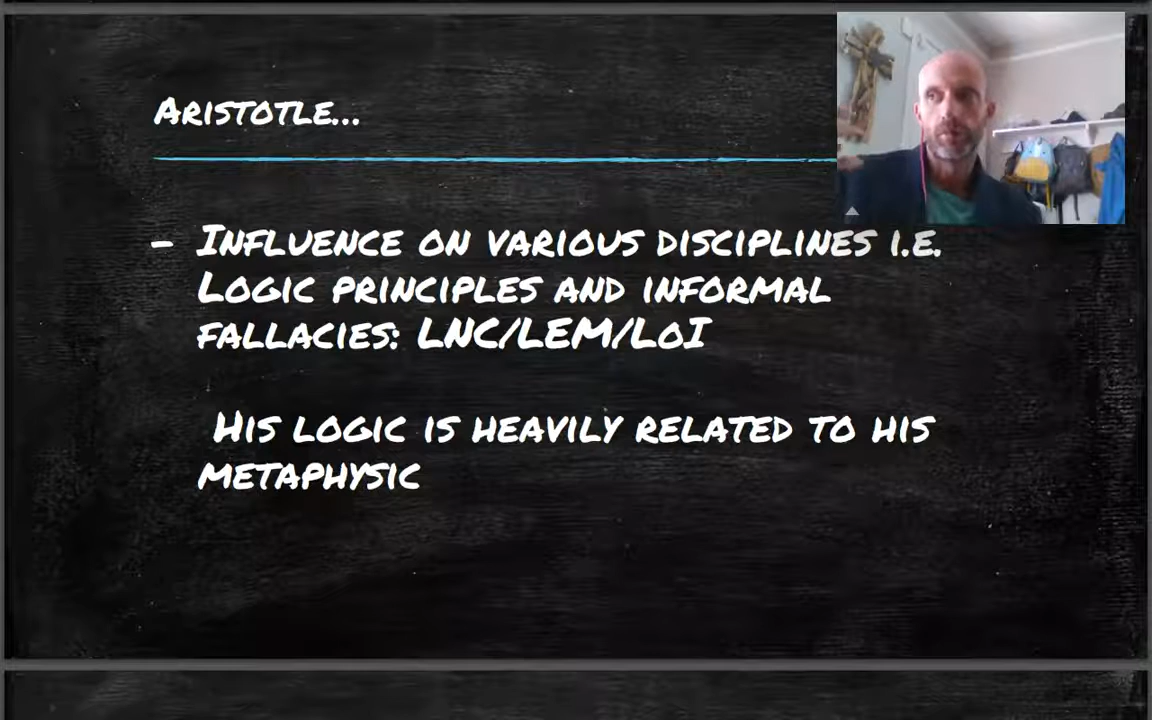 Aristotle...
- Influence on various disciplines i.e.
Logic principles and informal
fallacies: LNC/LEM/LoI
His logic is heavily related to his
metaphysic